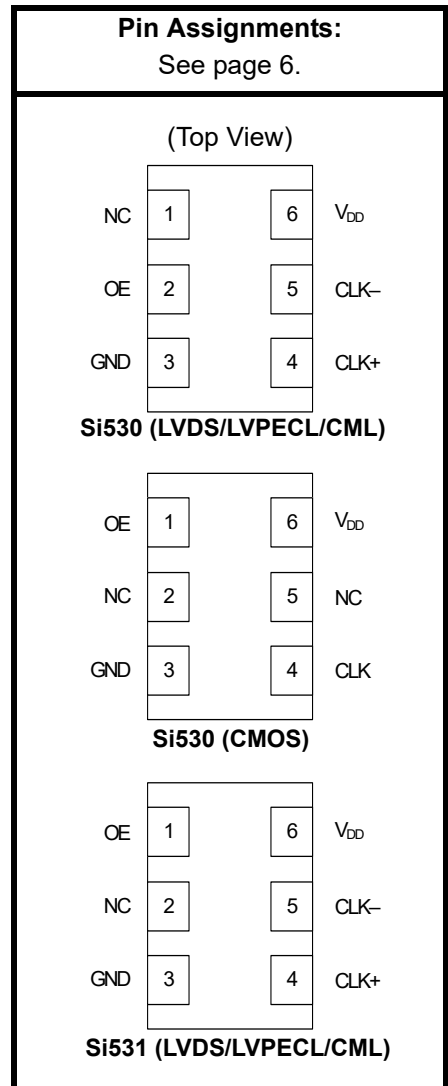 Pin Assignments:
See page 6.
(Top View)
NC 1 6 VDD
OE 2 5 CLK–
GND 3 4 CLK+
Si530 (LVDS/LVPECL/CML)
OE 1 6 VDD
NC 2 5 NC
GND 3 4 CLK
Si530 (CMOS)
OE 1 6 VDD
NC 2 5 CLK–
GND 3 4 CLK+
Si531 (LVDS/LVPECL/CML)